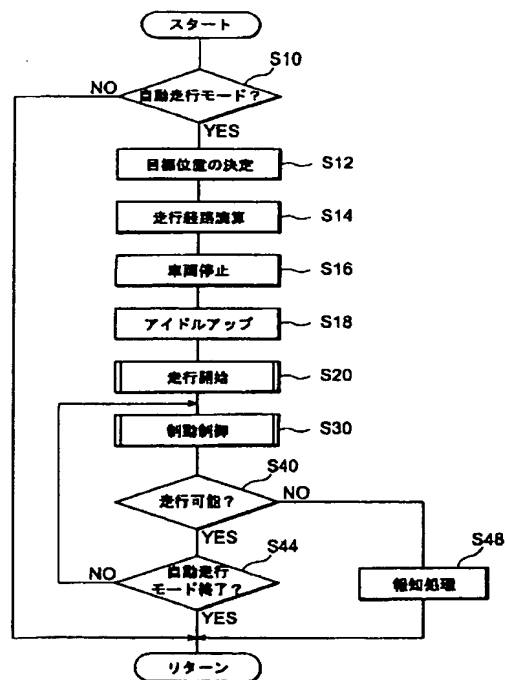 スタート
S10
NO
自動走行モード?
YES
目標位置の決定
S12
走行経路演算
S14
車両停止
S16
アイドルアップ
S18
走行開始
S20
制動制御
S30
S40
走行可能?
NO
YES
S44
NO
自動走行
モード終了?
S48
報知処理
YES
リターン